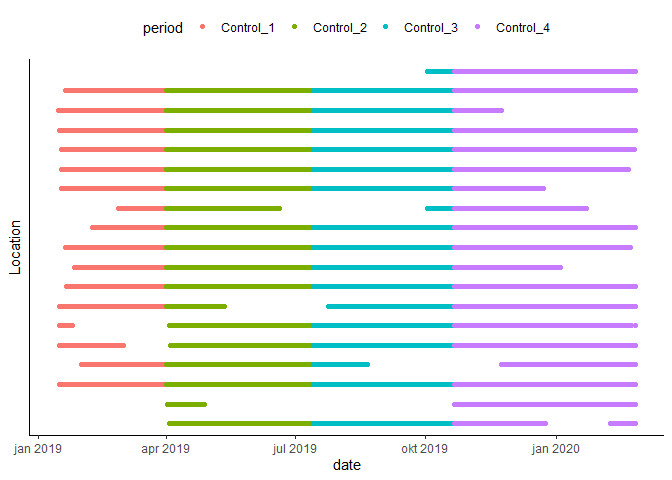 period Control_1 Control_2 Control_3 Control_4
Location
jan 2019 apr 2019 jul 2019 okt 2019 jan 2020
date